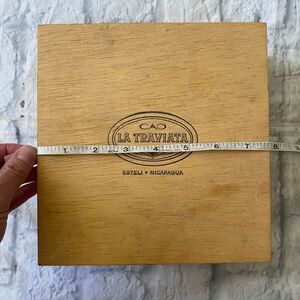 CAO
LA TRAVIATA
1 2 3 4 5 6 7 8
ESTELI • NICARAGUA